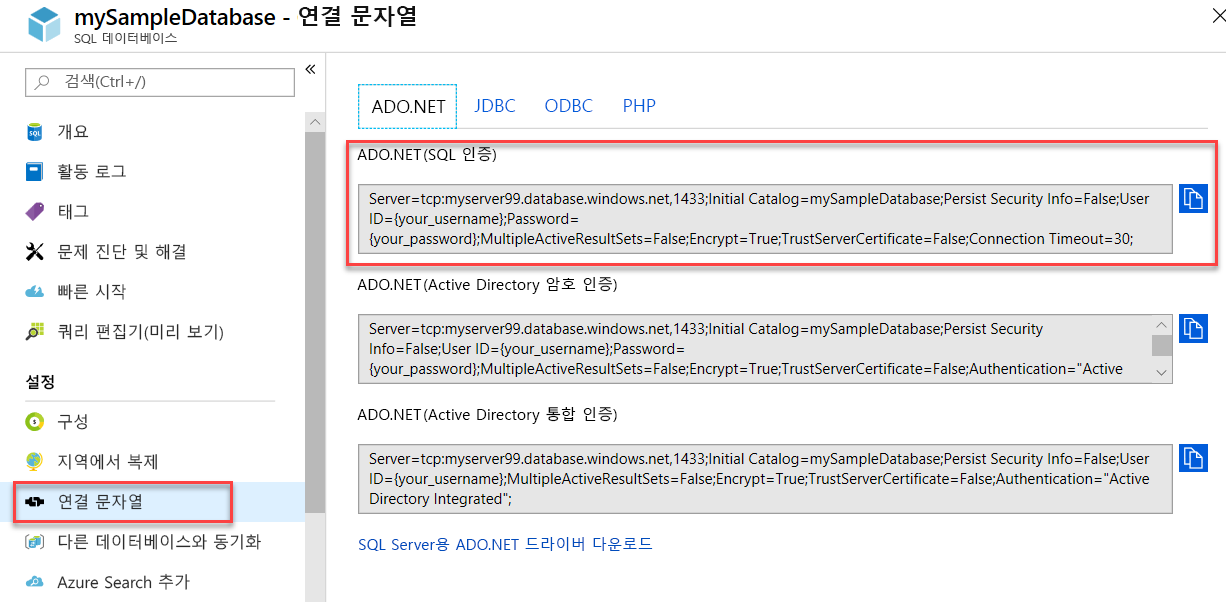 mySampleDatabase - 연결 문자열
SQL 데이터베이스
검색(Ctrl+/)
개요
활동 로그
태그
문제 진단 및 해결
빠른 시작
쿼리 편집기(미리 보기)
설정
구성
지역에서 복제
연결 문자열
다른 데이터베이스와 동기화
Azure Search 추가
ADO.NET JDBC ODBC PHP
ADO.NET(SQL 인증)
Server=tcp:myserver99.database.windows.net,1433;Initial Catalog=mySampleDatabase;Persist Security Info=False;User
ID={your_username};Password=
{your_password};MultipleActiveResultSets=False;Encrypt=True;TrustServerCertificate=False;Connection Timeout=30;
ADO.NET(Active Directory 암호 인증)
Server=tcp:myserver99.database.windows.net,1433;Initial Catalog=mySampleDatabase;Persist Security
Info=False;User ID={your_username};Password=
{your_password};MultipleActiveResultSets=False;Encrypt=True;TrustServerCertificate=False;Authentication="Active
ADO.NET(Active Directory 통합 인증)
Server=tcp:myserver99.database.windows.net,1433;Initial Catalog=mySampleDatabase;Persist Security Info=False;User
ID={your_username};MultipleActiveResultSets=False;Encrypt=True;TrustServerCertificate=False;Authentication="Active
Directory Integrated";
SQL Server용 ADO.NET 드라이버 다운로드